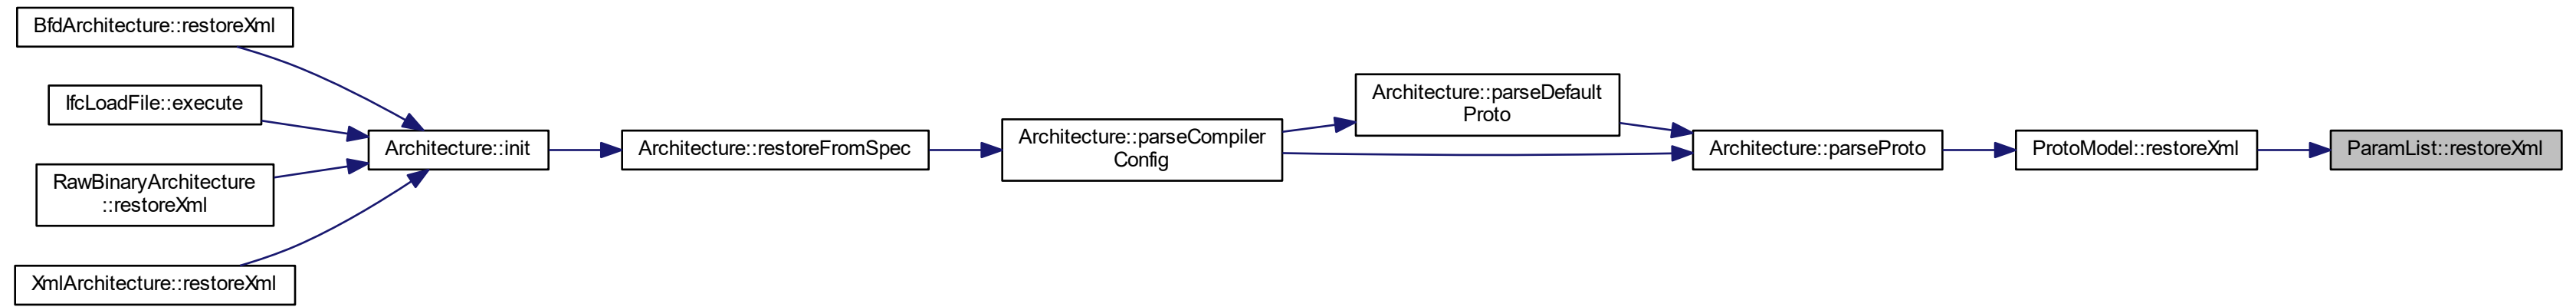 BfdArchitecture::restoreXml
IfcLoadFile::execute
RawBinaryArchitecture
::restoreXml
XmlArchitecture::restoreXml
Architecture::init
Architecture::restoreFromSpec
Architecture::parseCompiler
Config
Architecture::parseDefault
Proto
Architecture::parseProto
ProtoModel::restoreXml
ParamList::restoreXml